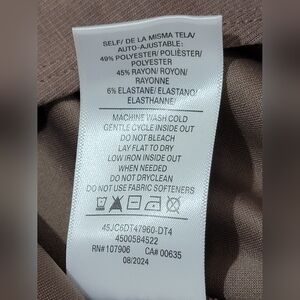 SELF/ DE LA MISMA TELA/
AUTO-AJUSTABLE:
49% POLYESTER/ POLIÉSTER/
POLYESTER
45% RAYON/ ROYON/
RAYONNE
6% ELASTANE/ ELASTANO/
ELASTHANNE/
MACHINE WASH COLD
GENTLE CYCLE INSIDE OUT
DO NOT BLEACH
LAY FLAT TO DRY
LOW IRON INSIDE OUT
WHEN NEEDED
DO NOT DRYCLEAN
DO NOT USE FABRIC SOFTENERS
45JC6DT47960-DT4
4500584522
RN#107906 CA# 00635
08/2024